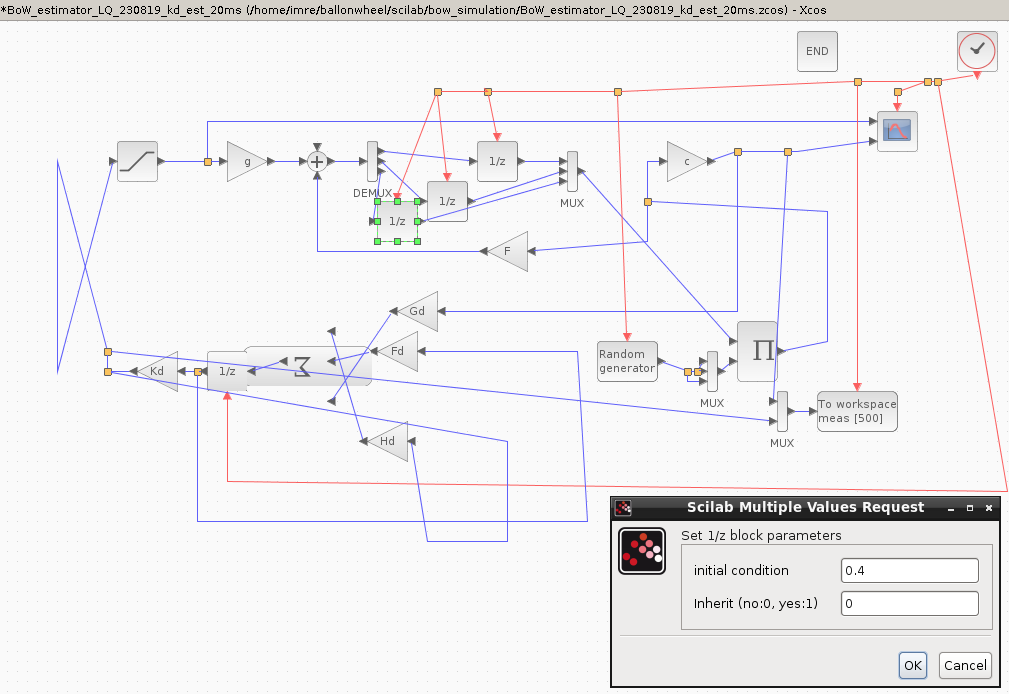 *BoW_estimator_LQ_230819_kd_est_20ms (/home/imre/ballonwheel/scilab/bow_simulation/BoW_estimator_LQ_230819_kd_est_20ms.zcos) - Xcos
END
g
1/z
c
DEMUX
1/z
MUX
1/z
F
Gd
Fd
Random
generator
Π
Kd
1/z
Σ
MUX
To workspace
meas [500]
Hd
MUX
Scilab Multiple Values Request
Set 1/z block parameters
initial condition
0.4
Inherit (no:0, yes:1)
0
OK
Cancel